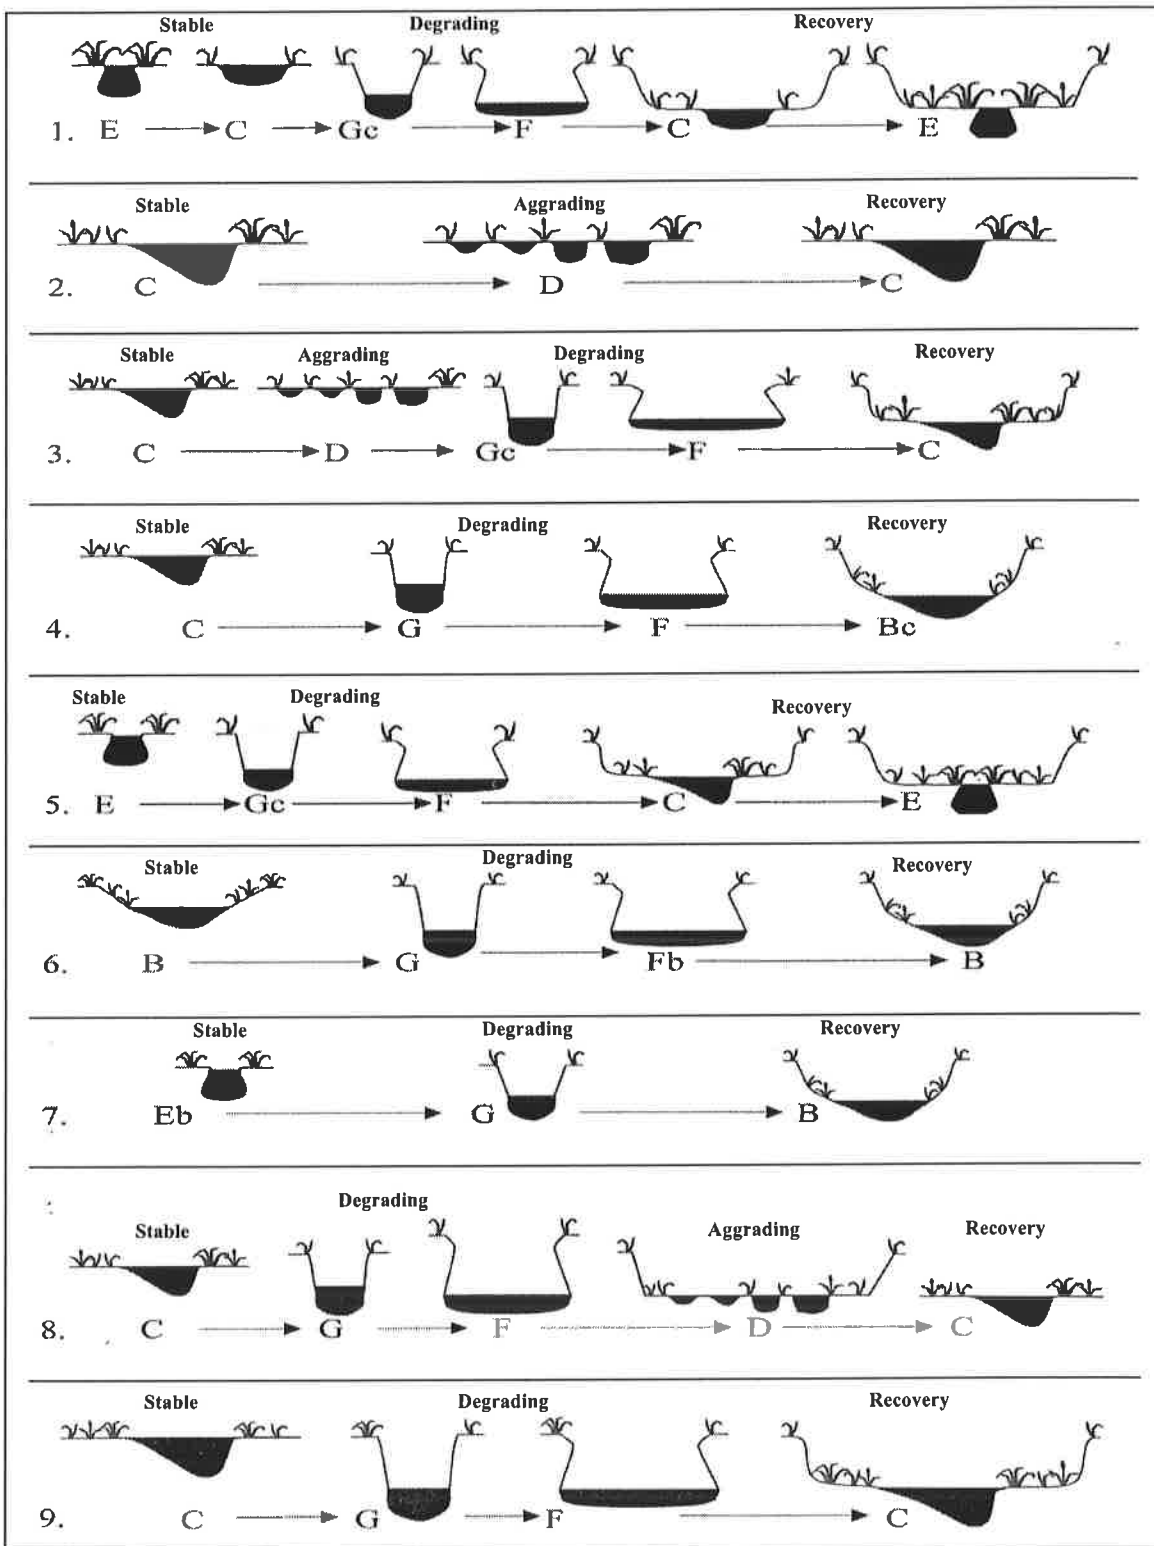 Stable Degrading Recovery
1. E C Gc F C E
Stable Aggrading Recovery
2. C D C
Stable Aggrading Degrading Recovery
3. C D Gc F C
Stable Degrading Recovery
4. C G F Bc
Stable Degrading Recovery
5. E Gc F C E
Stable Degrading Recovery
6. B G Fb B
Stable Degrading Recovery
7. Eb G B
Stable Degrading Aggrading Recovery
8. C G F D C
Stable Degrading Recovery
9. C G F C